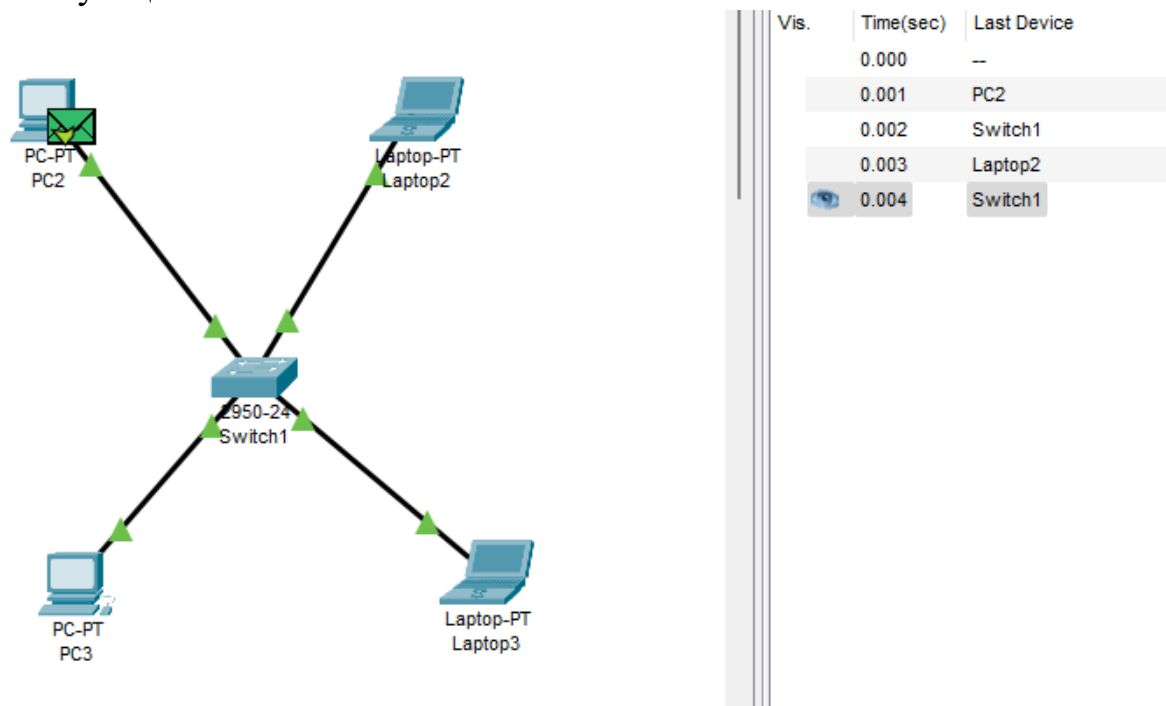 Vis. Time(sec) Last Device
0.000 --
0.001 PC2
0.002 Switch1
0.003 Laptop2
0.004 Switch1
PC-PT
PC2
Laptop-PT
Laptop2
2950-24
Switch1
PC-PT
PC3
Laptop-PT
Laptop3